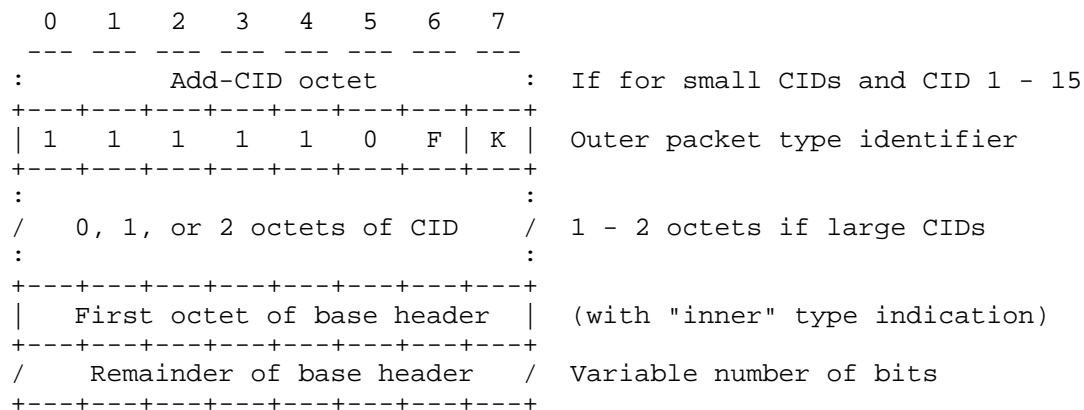 0   1   2   3   4   5   6   7
 --- --- --- --- --- --- --- ---
:         Add-CID octet         :  If for small CIDs and CID 1 - 15
+---+---+---+---+---+---+---+---+
| 1   1   1   1   1   0   F | K |  Outer packet type identifier
+---+---+---+---+---+---+---+---+
:                               :
/   0, 1, or 2 octets of CID    /  1 - 2 octets if large CIDs
:                               :
+---+---+---+---+---+---+---+---+
|   First octet of base header  |  (with "inner" type indication)
+---+---+---+---+---+---+---+---+
/    Remainder of base header   /  Variable number of bits
+---+---+---+---+---+---+---+---+